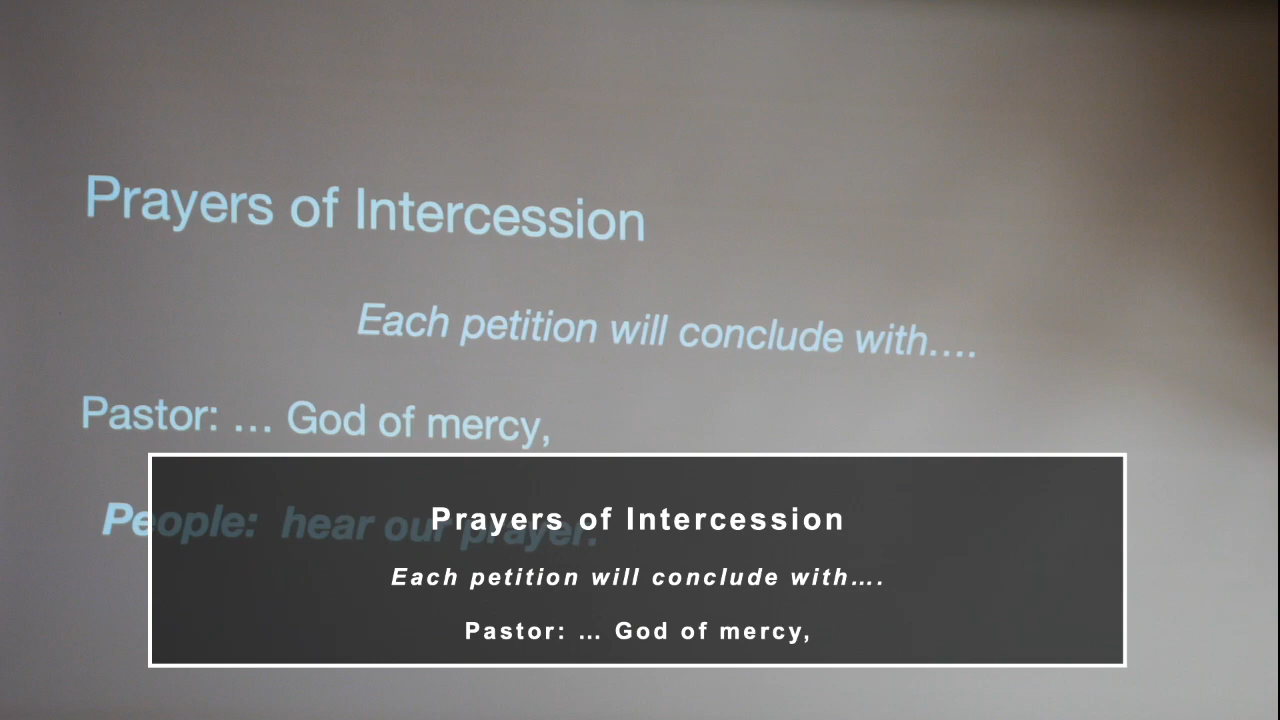 Prayers of Intercession
Each petition will conclude with....
Pastor: ... God of mercy,
People: hear our prayer.
Prayers of Intercession
Each petition will conclude with....
Pastor: ... God of mercy,